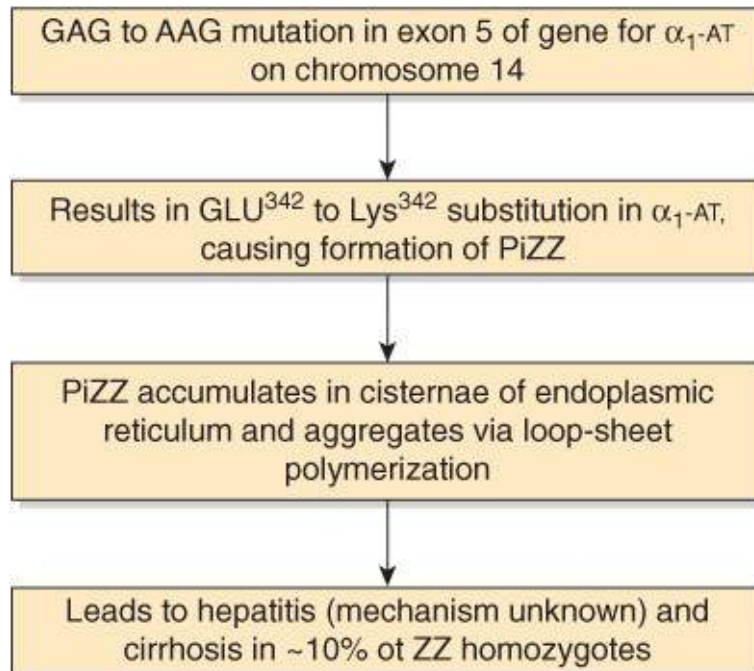 GAG to AAG mutation in exon 5 of gene for α₁-AT
on chromosome 14
Results in GLU³⁴² to Lys³⁴² substitution in α₁-AT,
causing formation of PiZZ
PiZZ accumulates in cisternae of endoplasmic
reticulum and aggregates via loop-sheet
polymerization
Leads to hepatitis (mechanism unknown) and
cirrhosis in ~10% ot ZZ homozygotes